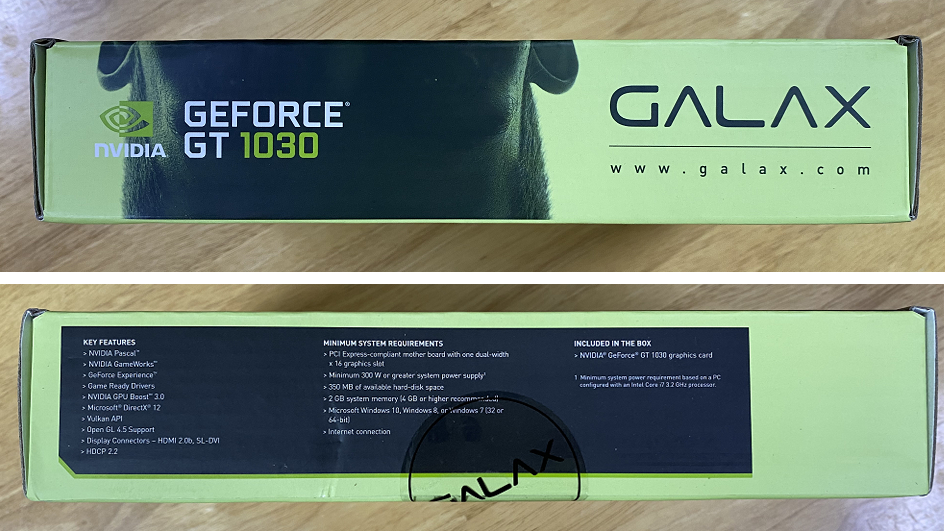 GEFORCE®
GT 1030
NVIDIA
GALAX
www.galax.com
KEY FEATURES
> NVIDIA Pascal™
> NVIDIA GameWorks™
> GeForce Experience™
> Game Ready Drivers
> NVIDIA GPU Boost™ 3.0
> Microsoft® DirectX® 12
> Vulkan API
> Open GL 4.5 Support
> Display Connectors – HDMI 2.0b, SL-DVI
> HDCP 2.2
MINIMUM SYSTEM REQUIREMENTS
> PCI Express-compliant mother board with one dual-width
x 16 graphics slot
> Minimum 300 W or greater system power supply¹
> 350 MB of available hard-disk space
> 2 GB system memory (4 GB or higher recommended)
> Microsoft Windows 10, Windows 8, or Windows 7 (32 or
64-bit)
> Internet connection
INCLUDED IN THE BOX
> NVIDIA® GeForce® GT 1030 graphics card
1 Minimum system power requirement based on a PC
configured with an Intel Core i7 3.2 GHz processor.
GALAX